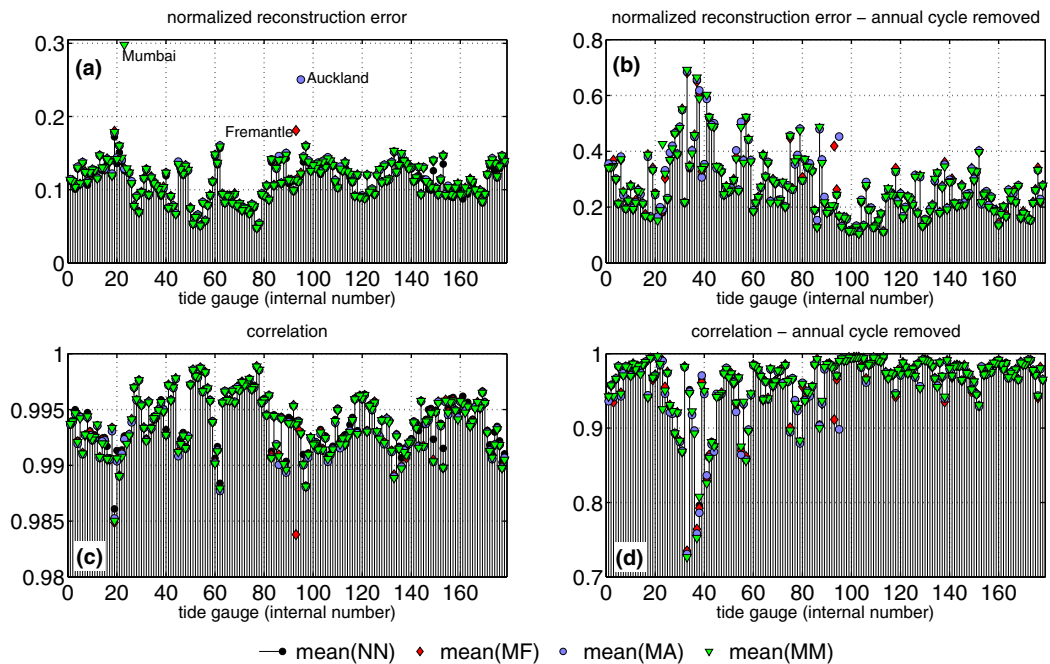 normalized reconstruction error
normalized reconstruction error − annual cycle removed
0.3
0.2
0.1
0
(a)
Mumbai
Auckland
Fremantle
0 20 40 60 80 100 120 140 160
tide gauge (internal number)
0.8
0.6
0.4
0.2
0
(b)
0 20 40 60 80 100 120 140 160
tide gauge (internal number)
correlation
correlation − annual cycle removed
1
0.995
0.99
0.985
0.98
(c)
0 20 40 60 80 100 120 140 160
tide gauge (internal number)
1
0.9
0.8
0.7
(d)
0 20 40 60 80 100 120 140 160
tide gauge (internal number)
mean(NN) mean(MF) mean(MA) mean(MM)